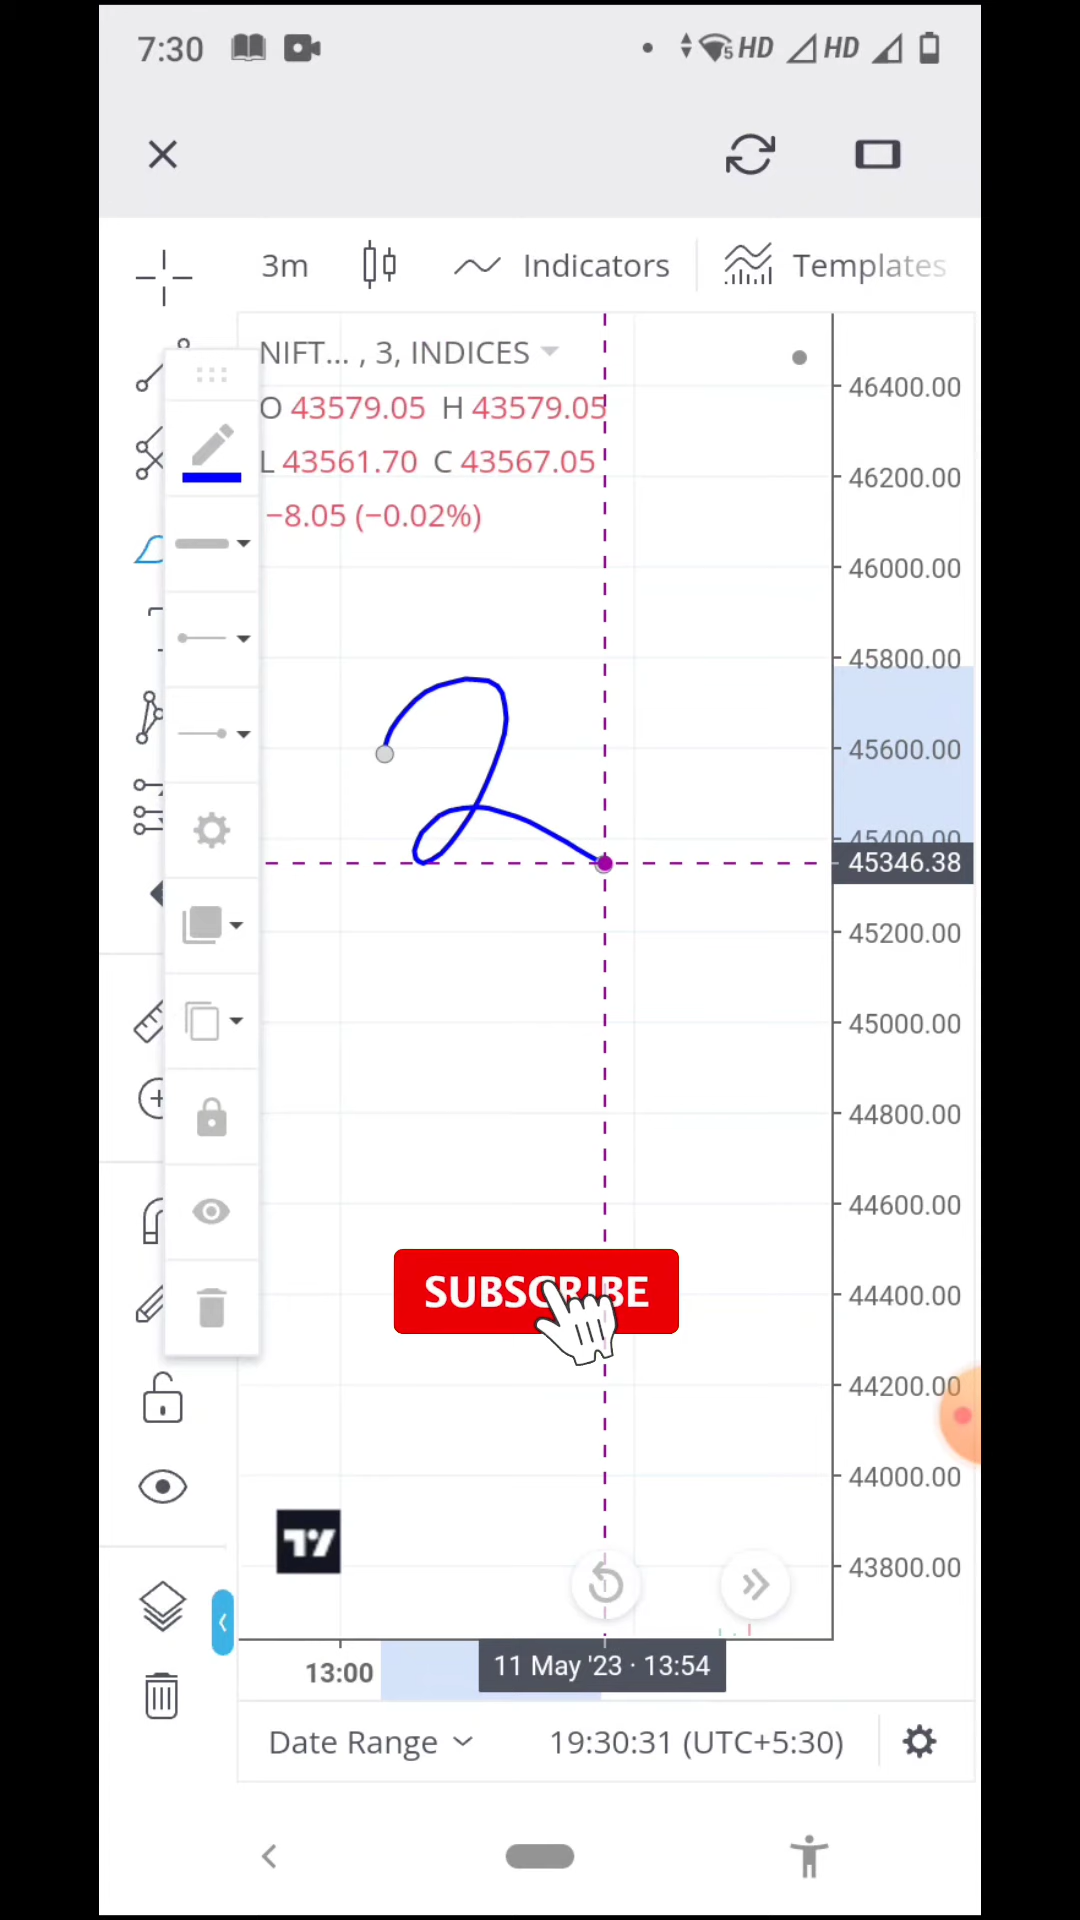 7:30 5 HD HD
3m Indicators Templates
NIFT... , 3, INDICES
O 43579.05 H 43579.05
L 43561.70 C 43567.05
−8.05 (−0.02%)
46400.00
46200.00
46000.00
45800.00
45600.00
45400.00
45346.38
45200.00
45000.00
44800.00
44600.00
44400.00
44200.00
44000.00
43800.00
2
SUBSCRIBE
13:00 11 May '23 · 13:54
Date Range 19:30:31 (UTC+5:30)